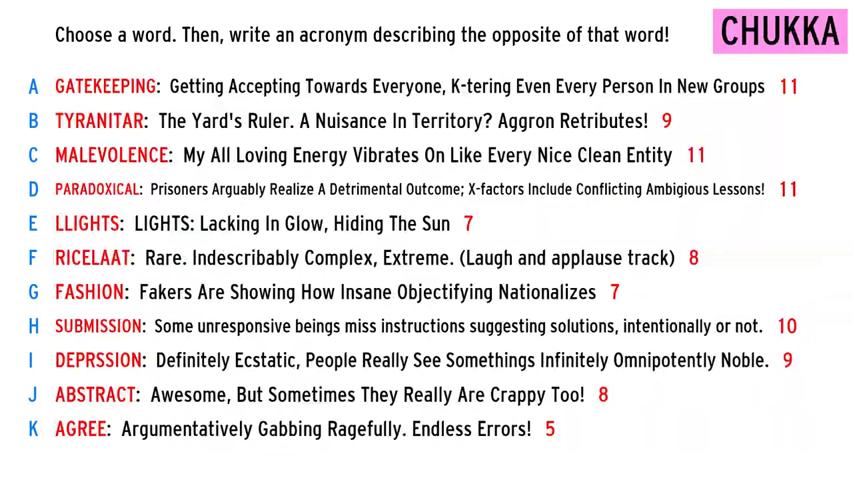 Choose a word. Then, write an acronym describing the opposite of that word!
CHUKKA
A GATEKEEPING: Getting Accepting Towards Everyone, K-tering Even Every Person In New Groups 11
B TYRANITAR: The Yard's Ruler. A Nuisance In Territory? Aggron Retributes! 9
C MALEVOLENCE: My All Loving Energy Vibrates On Like Every Nice Clean Entity 11
D PARADOXICAL: Prisoners Arguably Realize A Detrimental Outcome; X-factors Include Conflicting Ambigious Lessons! 11
E LLIGHTS: LIGHTS: Lacking In Glow, Hiding The Sun 7
F RICELAAT: Rare. Indescribably Complex, Extreme. (Laugh and applause track) 8
G FASHION: Fakers Are Showing How Insane Objectifying Nationalizes 7
H SUBMISSION: Some unresponsive beings miss instructions suggesting solutions, intentionally or not. 10
I DEPRSSION: Definitely Ecstatic, People Really See Somethings Infinitely Omnipotently Noble. 9
J ABSTRACT: Awesome, But Sometimes They Really Are Crappy Too! 8
K AGREE: Argumentatively Gabbing Ragefully. Endless Errors! 5